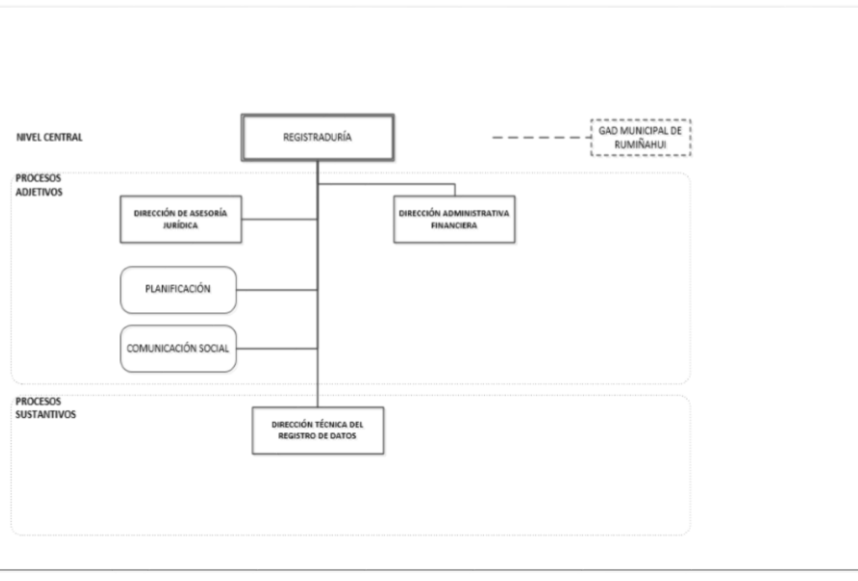 NIVEL CENTRAL
REGISTRADURÍA
GAD MUNICIPAL DE
RUMIÑAHUI
PROCESOS
ADJETIVOS
DIRECCIÓN DE ASESORÍA
JURÍDICA
DIRECCIÓN ADMINISTRATIVA
FINANCIERA
PLANIFICACIÓN
COMUNICACIÓN SOCIAL
PROCESOS
SUSTANTIVOS
DIRECCIÓN TÉCNICA DEL
REGISTRO DE DATOS